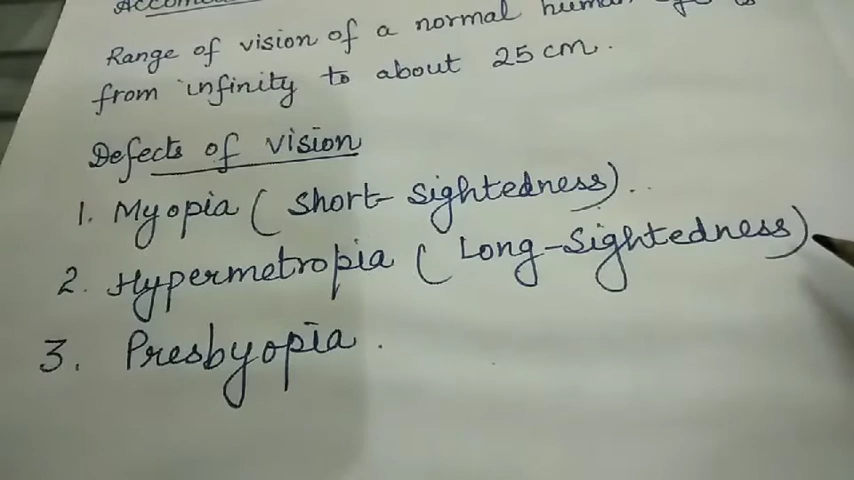 Range of vision of a normal human
from infinity to about 25 cm.
Defects of vision
1. Myopia ( Short-Sightedness)..
2. Hypermetropia ( Long-Sightedness)
3. Presbyopia.